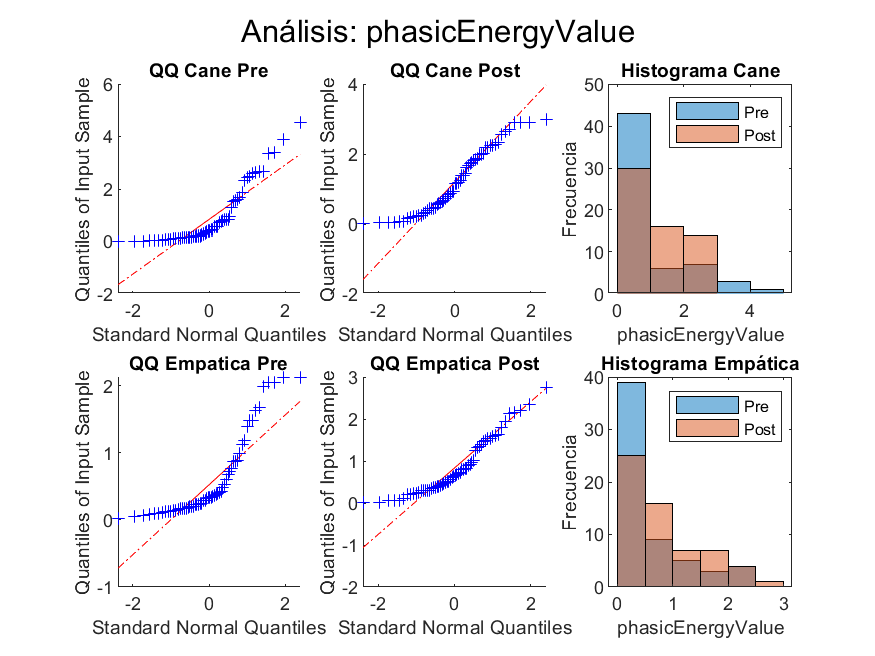 Análisis: phasicEnergyValue
QQ Cane Pre
Quantiles of Input Sample
6
4
2
0
-2
-2 0 2
Standard Normal Quantiles
QQ Cane Post
Quantiles of Input Sample
4
2
0
-2
-2 0 2
Standard Normal Quantiles
Histograma Cane
Frecuencia
50
40
30
20
10
0
0 2 4
phasicEnergyValue
Pre
Post
QQ Empatica Pre
Quantiles of Input Sample
2
1
0
-1
-2 0 2
Standard Normal Quantiles
QQ Empatica Post
Quantiles of Input Sample
3
2
1
0
-1
-2
-2 0 2
Standard Normal Quantiles
Histograma Empática
Frecuencia
40
30
20
10
0
0 1 2 3
phasicEnergyValue
Pre
Post